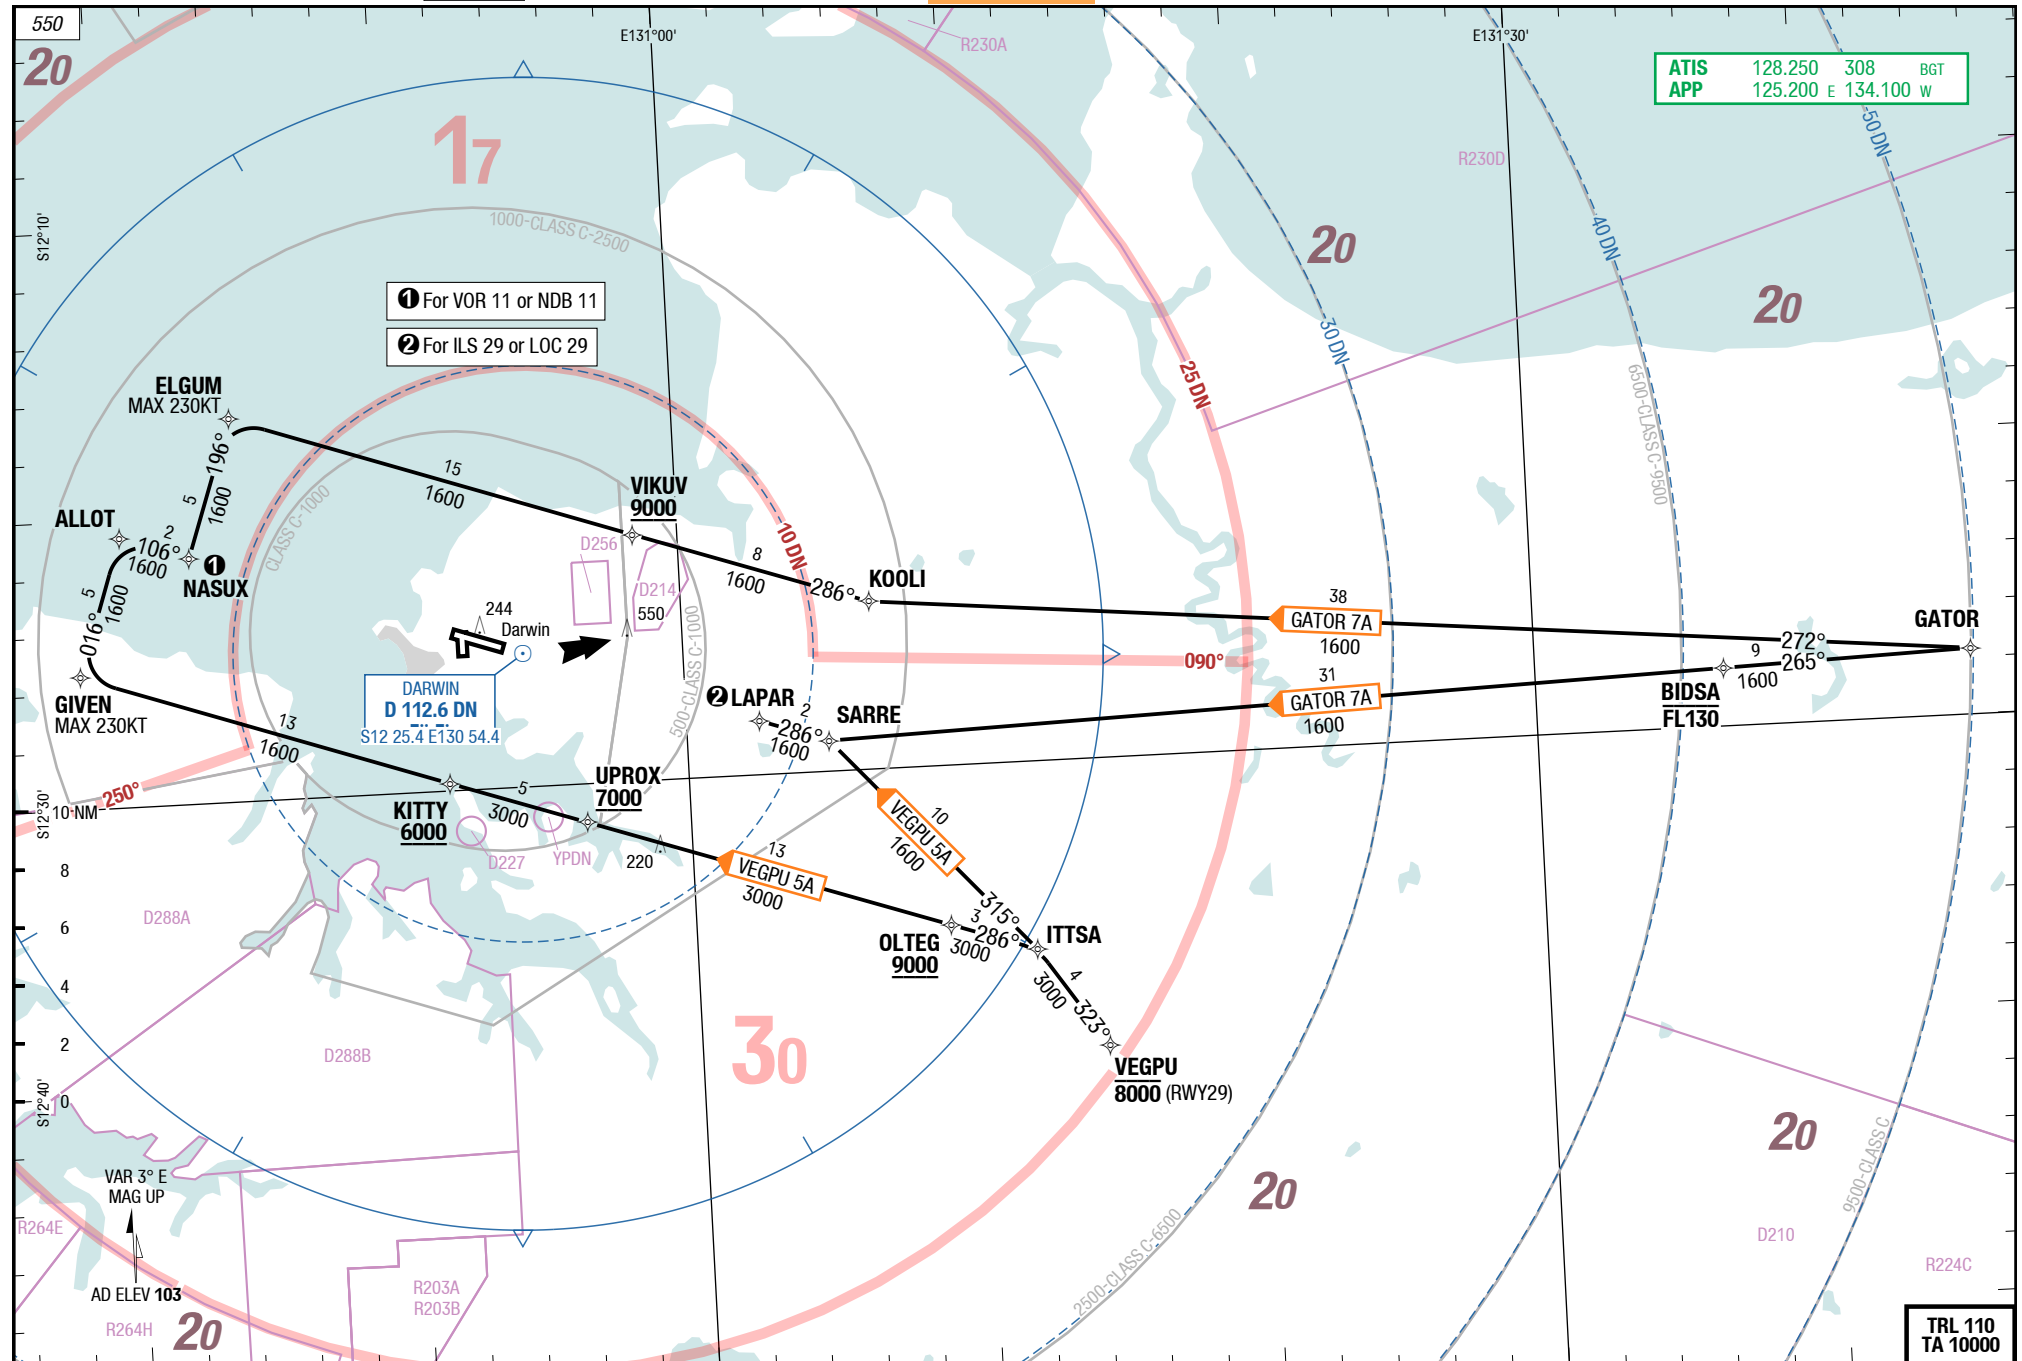 550
E131°00'
E131°30'
20
R230A
ATIS 128.250 308 BGT
APP 125.200 E 134.100 W
17
50 DN
R230D
S12°10'
1000-CLASS C-2500
20
40 DN
20
❶ For VOR 11 or NDB 11
❷ For ILS 29 or LOC 29
30 DN
25 DN
6500-CLASS C-9500
ELGUM
MAX 230KT
196°
5
1600
15
1600
VIKUV
9000
CLASS C-1000
10 DN
ALLOT
2
106°
1600
❶
NASUX
D256
D214
550
8
1600
286°
KOOLI
38
GATOR 7A
1600
272°
GATOR
5
1600
016°
244
Darwin
500-CLASS C-1000
090°
9
265°
1600
BIDSA
FL130
31
GATOR 7A
1600
GIVEN
MAX 230KT
DARWIN
D 112.6 DN
S12 25.4 E130 54.4
❷ LAPAR
2
286°
1600
SARRE
13
1600
250°
S12°30'
10 NM
KITTY
6000
5
3000
UPROX
7000
D227
YPDN
220
13
VEGPU 5A
3000
10
VEGPU 5A
1600
315°
8
6
4
2
0
D288A
OLTEG
9000
3
286°
3000
ITTSA
4
3000
323°
VEGPU
8000 (RWY29)
D288B
30
S12°40'
20
20
9500-CLASS C
2500-CLASS C-6500
VAR 3° E
MAG UP
R264E
AD ELEV 103
R264H
20
R203A
R203B
D210
R224C
TRL 110
TA 10000